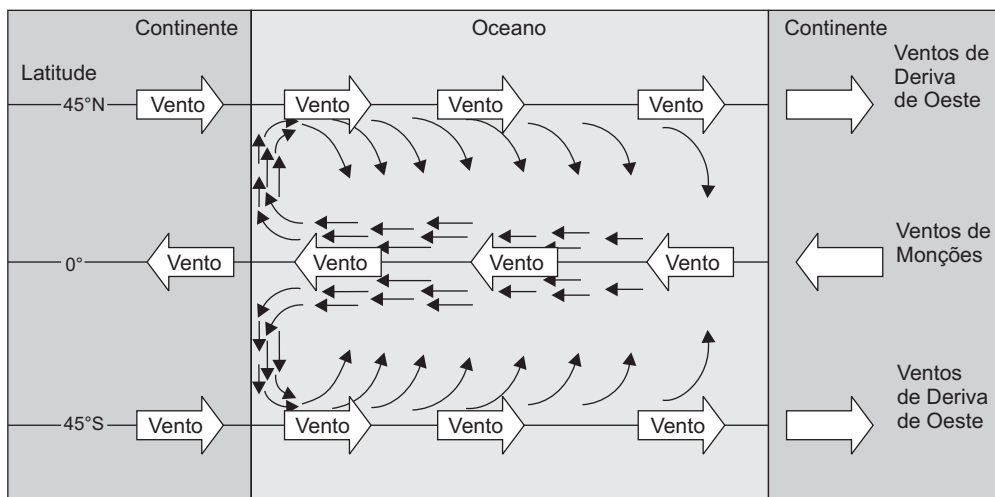 Continente
Oceano
Continente
Latitude
Ventos de
Deriva
de Oeste
45°N
Vento
Vento
Vento
Vento
0°
Vento
Vento
Vento
Vento
Ventos de
Monções
45°S
Vento
Vento
Vento
Vento
Ventos
de Deriva
de Oeste